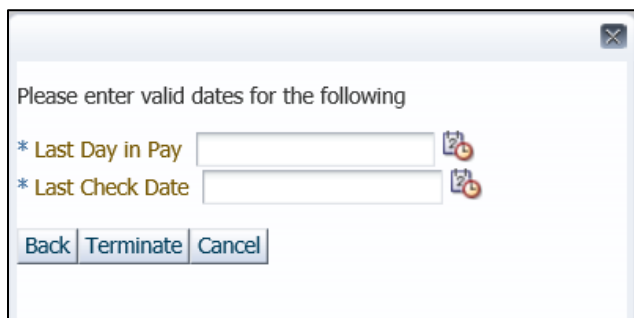 Please enter valid dates for the following
* Last Day in Pay
* Last Check Date
Back Terminate Cancel